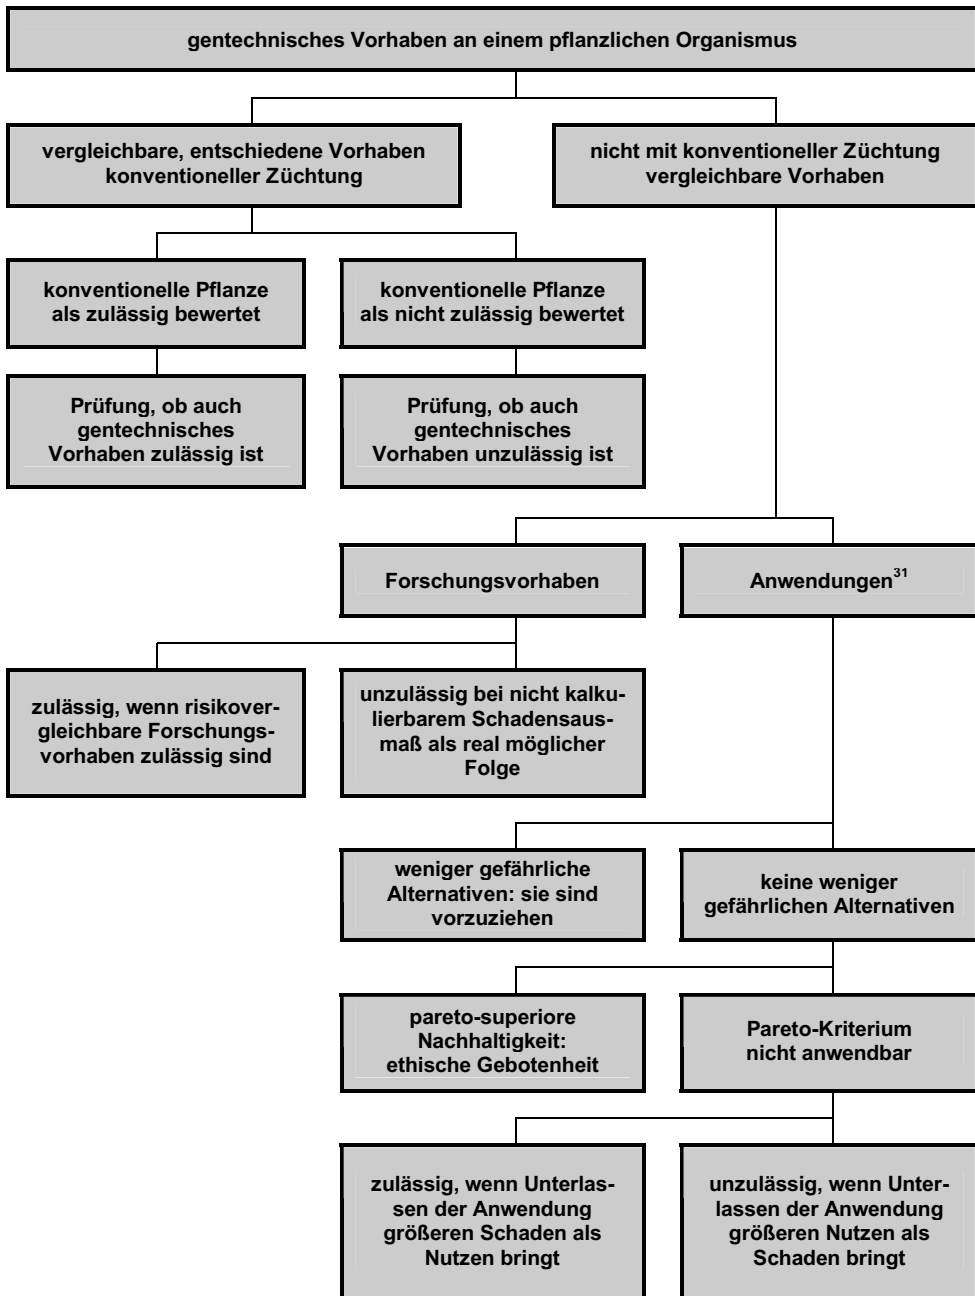 gentechnisches Vorhaben an einem pflanzlichen Organismus
vergleichbare, entschiedene Vorhaben
konventioneller Züchtung
nicht mit konventioneller Züchtung
vergleichbare Vorhaben
konventionelle Pflanze
als zulässig bewertet
konventionelle Pflanze
als nicht zulässig bewertet
Prüfung, ob auch
gentechnisches
Vorhaben zulässig ist
Prüfung, ob auch
gentechnisches
Vorhaben unzulässig ist
Forschungsvorhaben
Anwendungen³¹
zulässig, wenn risikover-
gleichbare Forschungs-
vorhaben zulässig sind
unzulässig bei nicht kalku-
lierbarem Schadensaus-
maß als real möglicher
Folge
weniger gefährliche
Alternativen: sie sind
vorzuziehen
keine weniger
gefährlichen Alternativen
pareto-superiore
Nachhaltigkeit:
ethische Gebotenheit
Pareto-Kriterium
nicht anwendbar
zulässig, wenn Unterlas-
sen der Anwendung
größeren Schaden als
Nutzen bringt
unzulässig, wenn Unter-
lassen der Anwendung
größeren Nutzen als
Schaden bringt